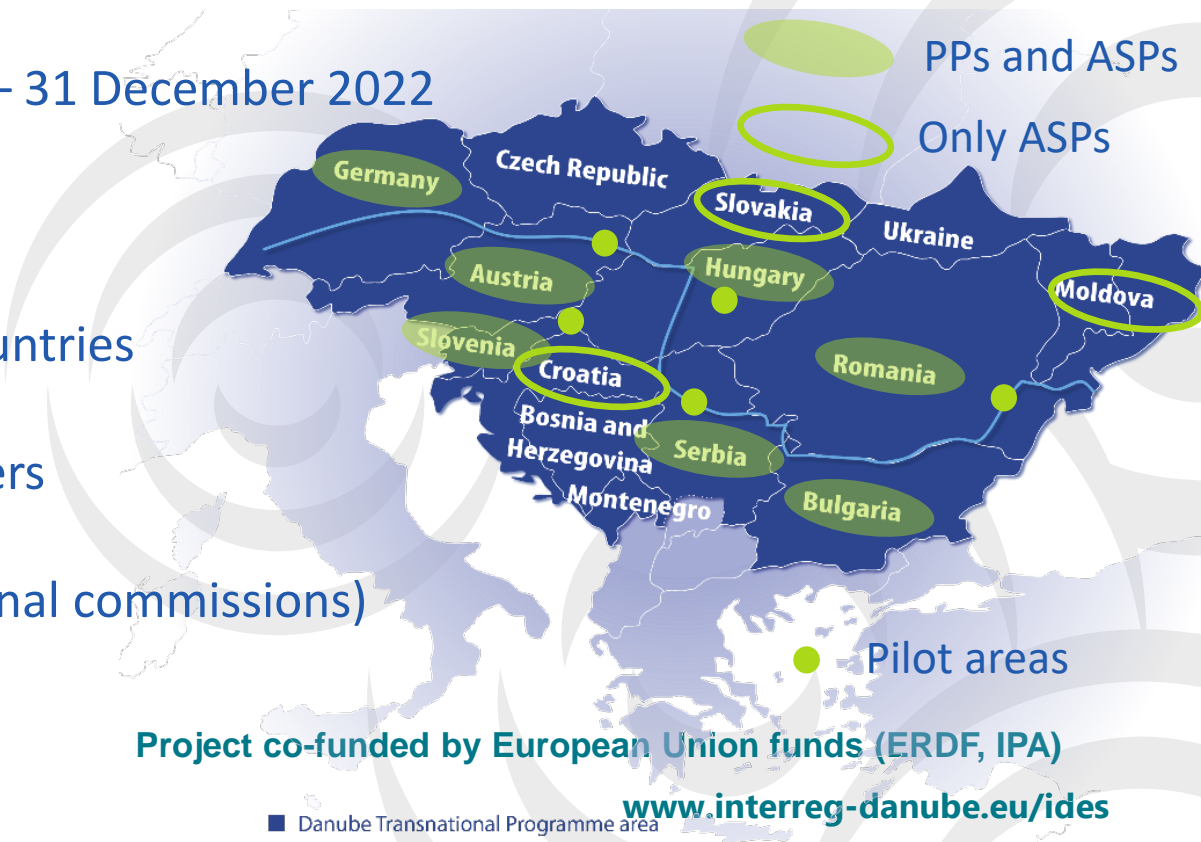 PPs and ASPs
- 31 December 2022
Only ASPs
Czech Republic
Germany
Slovakia
Ukraine
Hungary
Austria
Moldova
untries
Slovenia
Croatia
Romania
Bosnia and
Herzegovina
Serbia
ers
Montenegro
Bulgaria
nal commissions)
Pilot areas
Project co-funded by European Union funds (ERDF, IPA)
www.interreg-danube.eu/ides
Danube Transnational Programme area